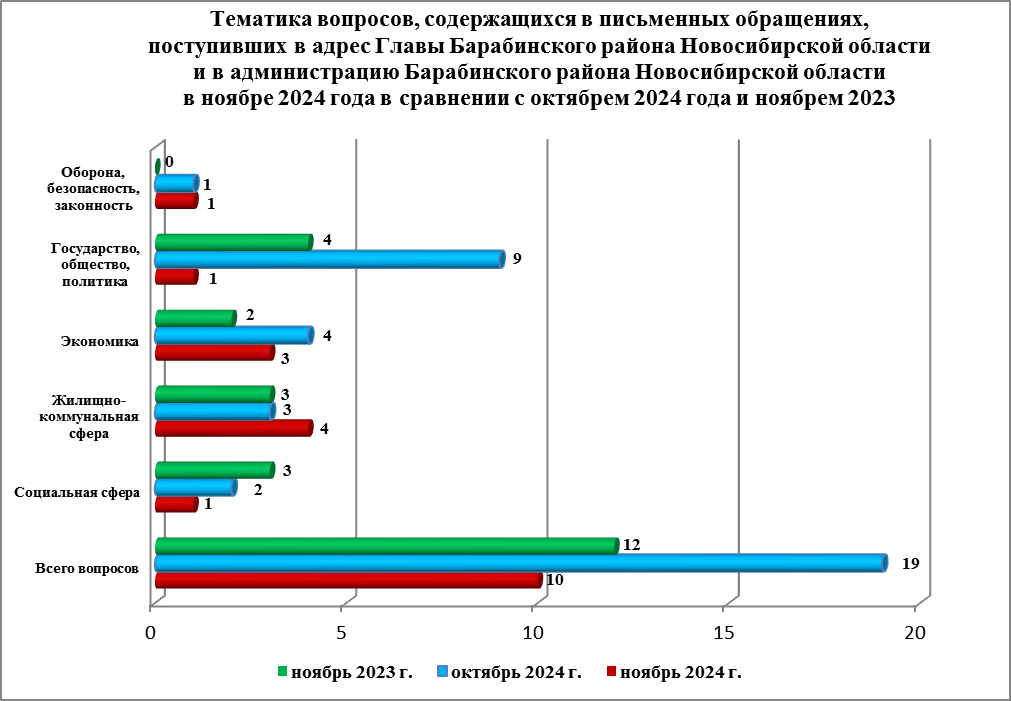 Тематика вопросов, содержащихся в письменных обращениях,
поступивших в адрес Главы Барабинского района Новосибирской области
и в администрацию Барабинского района Новосибирской области
в ноябре 2024 года в сравнении с октябрем 2024 года и ноябрем 2023
Оборона,
безопасность,
законность
0
1
1
Государство,
общество,
политика
4
9
1
Экономика
2
4
3
Жилищно-
коммунальная
сфера
3
3
4
Социальная сфера
3
2
1
Всего вопросов
12
19
10
0 5 10 15 20
ноябрь 2023 г. октябрь 2024 г. ноябрь 2024 г.